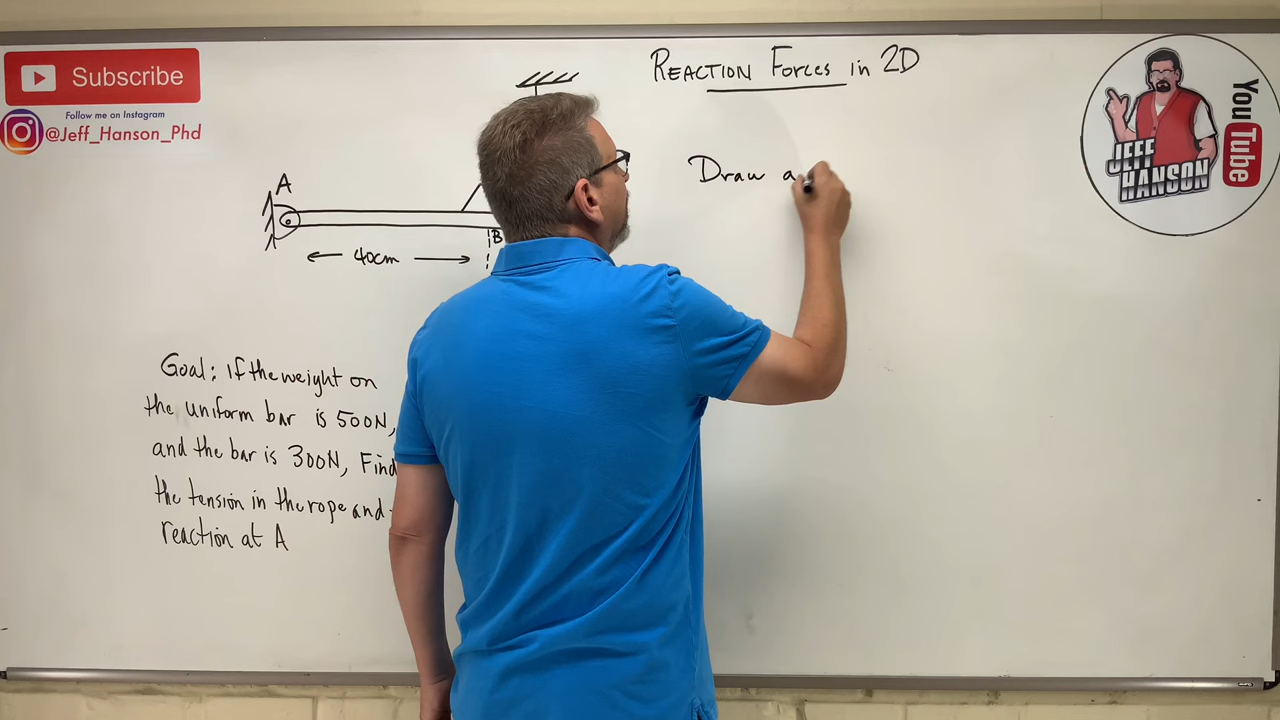 Subscribe
Follow me on Instagram
@Jeff_Hanson_Phd
REACTION FORCES in 2D
YouTube
JEFF
HANSON
Draw a
A
B
40cm
Goal: If the weight on
the uniform bar is 500N,
and the bar is 300N, Find
the tension in the rope and
reaction at A